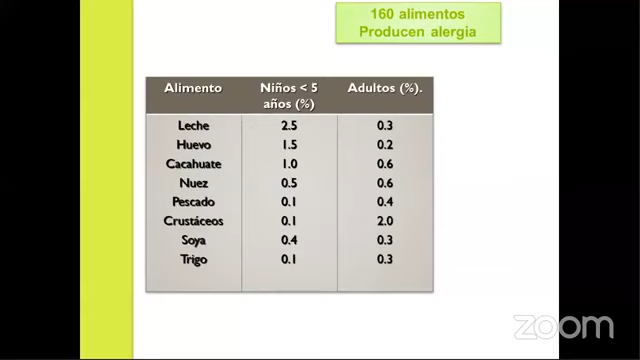 160 alimentos
Producen alergia
Alimento Niños < 5 años (%) Adultos (%).
Leche 2.5 0.3
Huevo 1.5 0.2
Cacahuate 1.0 0.6
Nuez 0.5 0.6
Pescado 0.1 0.4
Crustáceos 0.1 2.0
Soya 0.4 0.3
Trigo 0.1 0.3
zoom